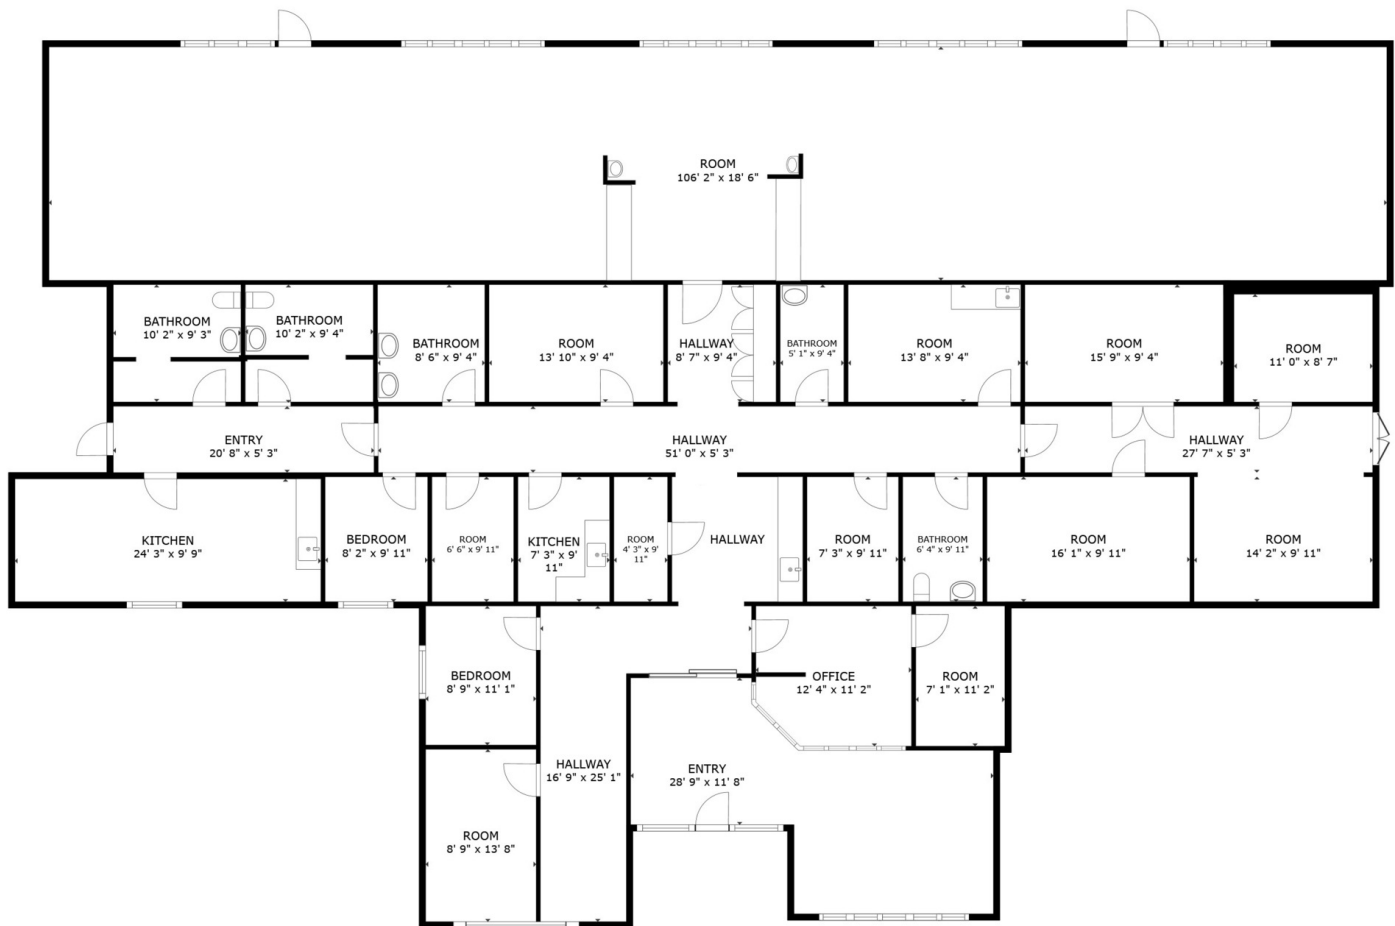 ROOM
106' 2" x 18' 6"
BATHROOM
10' 2" x 9' 3"
BATHROOM
10' 2" x 9' 4"
BATHROOM
8' 6" x 9' 4"
ROOM
13' 10" x 9' 4"
HALLWAY
8' 7" x 9' 4"
BATHROOM
5' 1" x 9' 4"
ROOM
13' 8" x 9' 4"
ROOM
15' 9" x 9' 4"
ROOM
11' 0" x 8' 7"
ENTRY
20' 8" x 5' 3"
HALLWAY
51' 0" x 5' 3"
HALLWAY
27' 7" x 5' 3"
KITCHEN
24' 3" x 9' 9"
BEDROOM
8' 2" x 9' 11"
ROOM
6' 6" x 9' 11"
KITCHEN
7' 3" x 9'
11"
ROOM
4' 3" x 9'
11"
HALLWAY
ROOM
7' 3" x 9' 11"
BATHROOM
6' 4" x 9' 11"
ROOM
16' 1" x 9' 11"
ROOM
14' 2" x 9' 11"
BEDROOM
8' 9" x 11' 1"
OFFICE
12' 4" x 11' 2"
ROOM
7' 1" x 11' 2"
HALLWAY
16' 9" x 25' 1"
ENTRY
28' 9" x 11' 8"
ROOM
8' 9" x 13' 8"